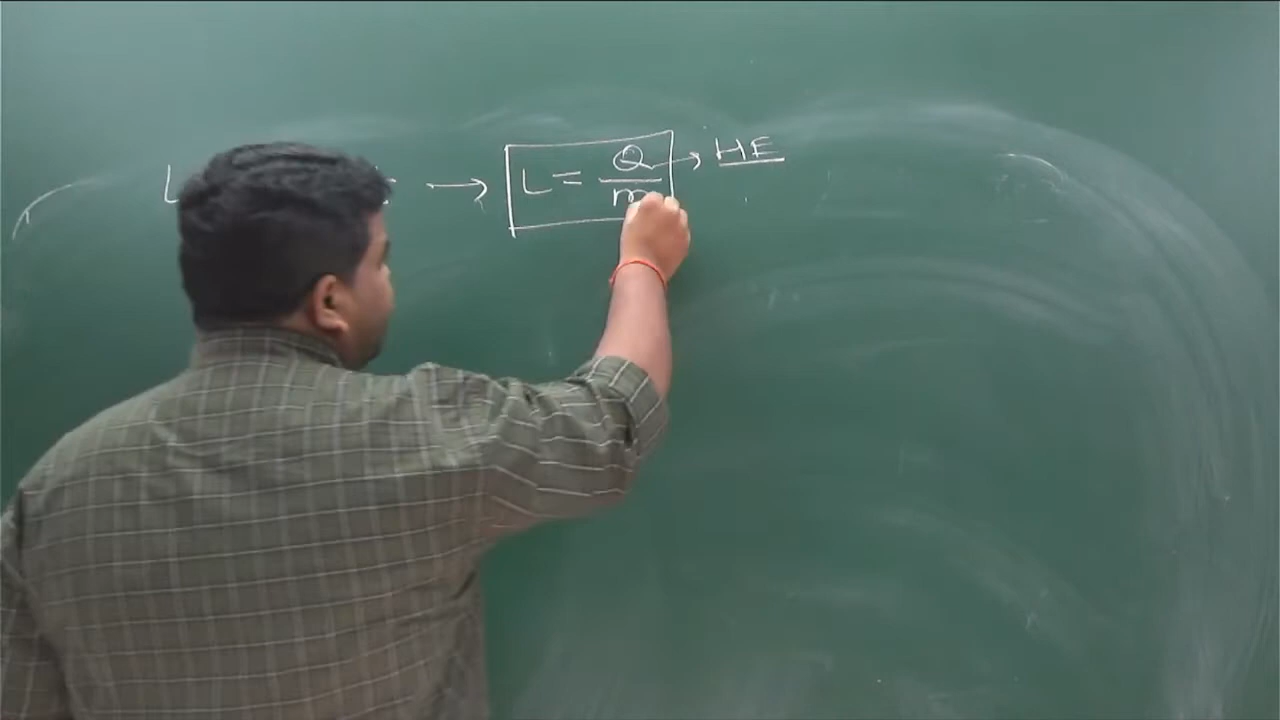 L → L = Q/m → HE